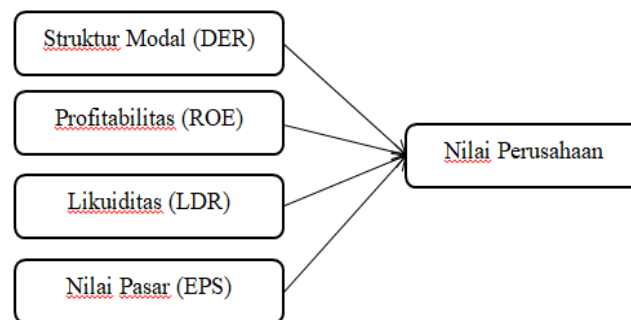 Struktur Modal (DER)
Profitabilitas (ROE)
Nilai Perusahaan
Likuiditas (LDR)
Nilai Pasar (EPS)